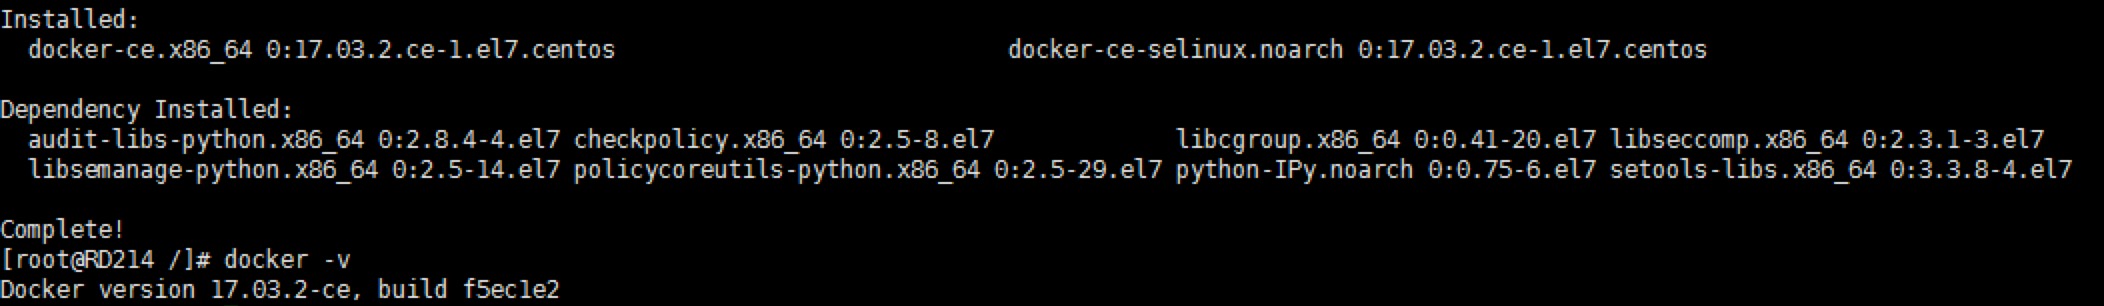 Installed:
  docker-ce.x86_64 0:17.03.2.ce-1.el7.centos                            docker-ce-selinux.noarch 0:17.03.2.ce-1.el7.centos

Dependency Installed:
  audit-libs-python.x86_64 0:2.8.4-4.el7 checkpolicy.x86_64 0:2.5-8.el7             libcgroup.x86_64 0:0.41-20.el7 libseccomp.x86_64 0:2.3.1-3.el7
  libsemanage-python.x86_64 0:2.5-14.el7 policycoreutils-python.x86_64 0:2.5-29.el7 python-IPy.noarch 0:0.75-6.el7 setools-libs.x86_64 0:3.3.8-4.el7

Complete!
[root@RD214 /]# docker -v
Docker version 17.03.2-ce, build f5ec1e2